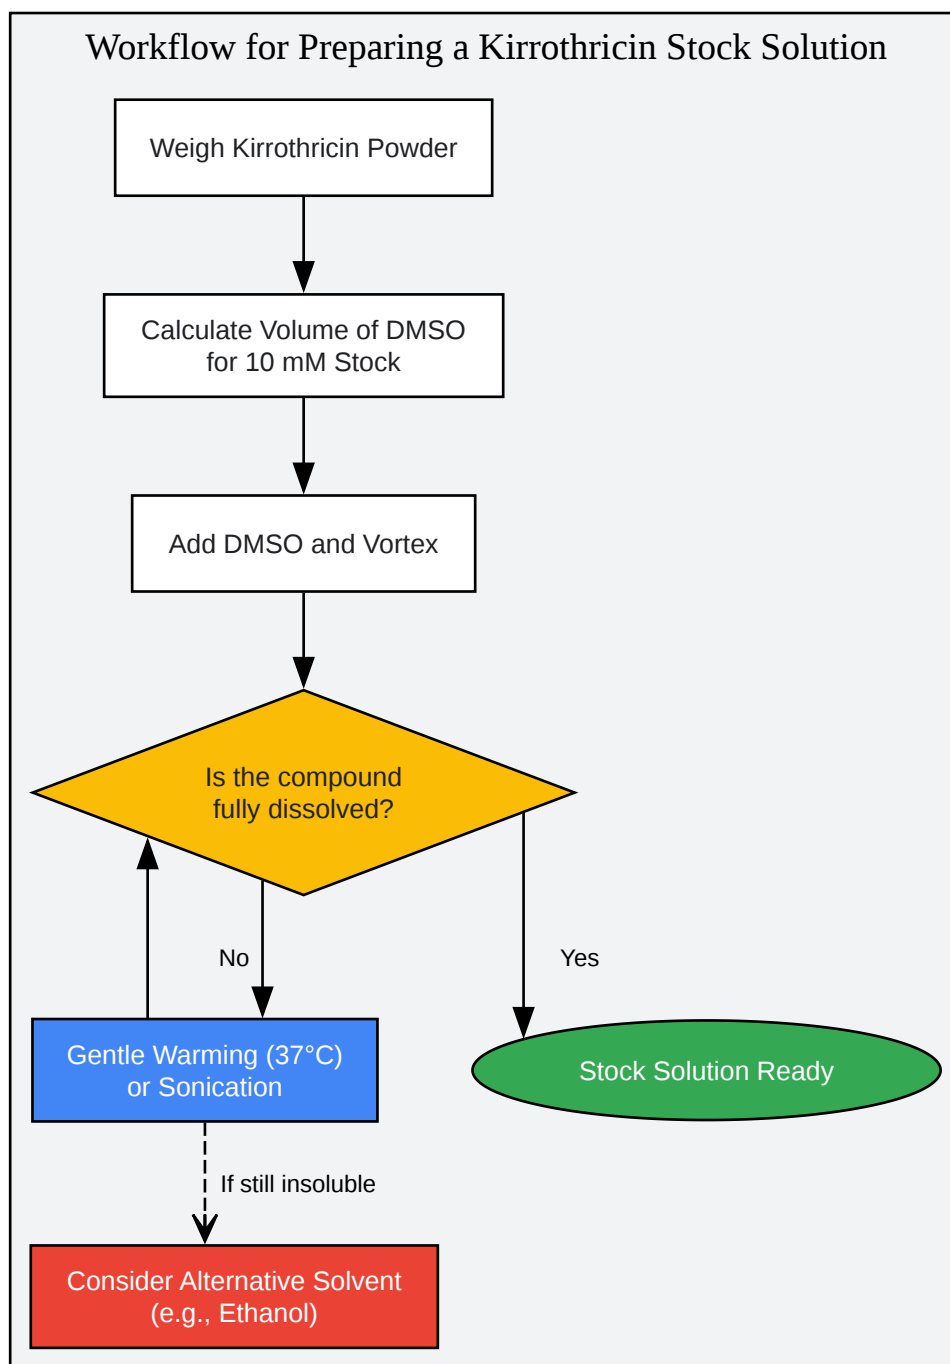 Workflow for Preparing a Kirrothricin Stock Solution
Weigh Kirrothricin Powder
Calculate Volume of DMSO
for 10 mM Stock
Add DMSO and Vortex
Is the compound
fully dissolved?
No
Yes
Gentle Warming (37°C)
or Sonication
Stock Solution Ready
If still insoluble
Consider Alternative Solvent
(e.g., Ethanol)